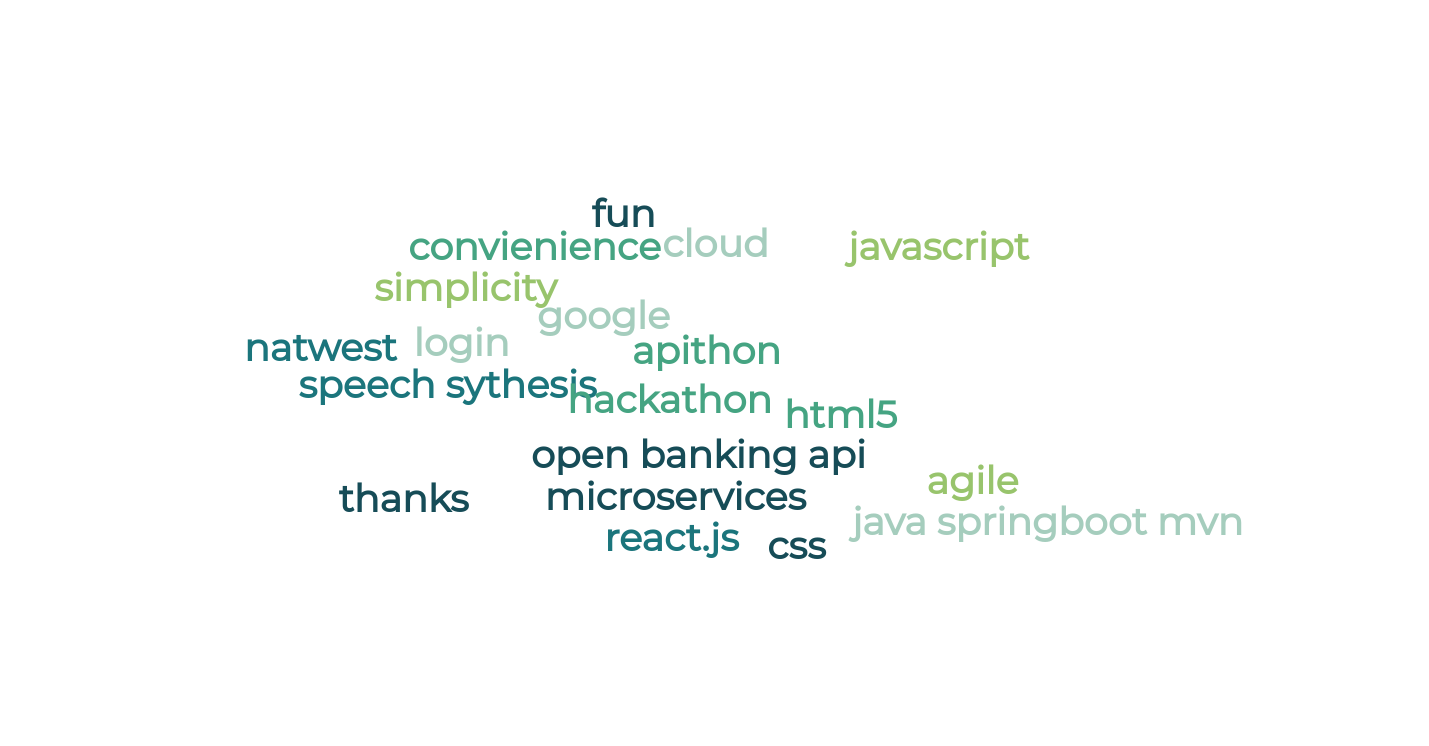 fun
convienience cloud javascript
simplicity
google
natwest login apithon
speech sythesis
hackathon html5
open banking api
agile
thanks microservices
java springboot mvn
react.js css